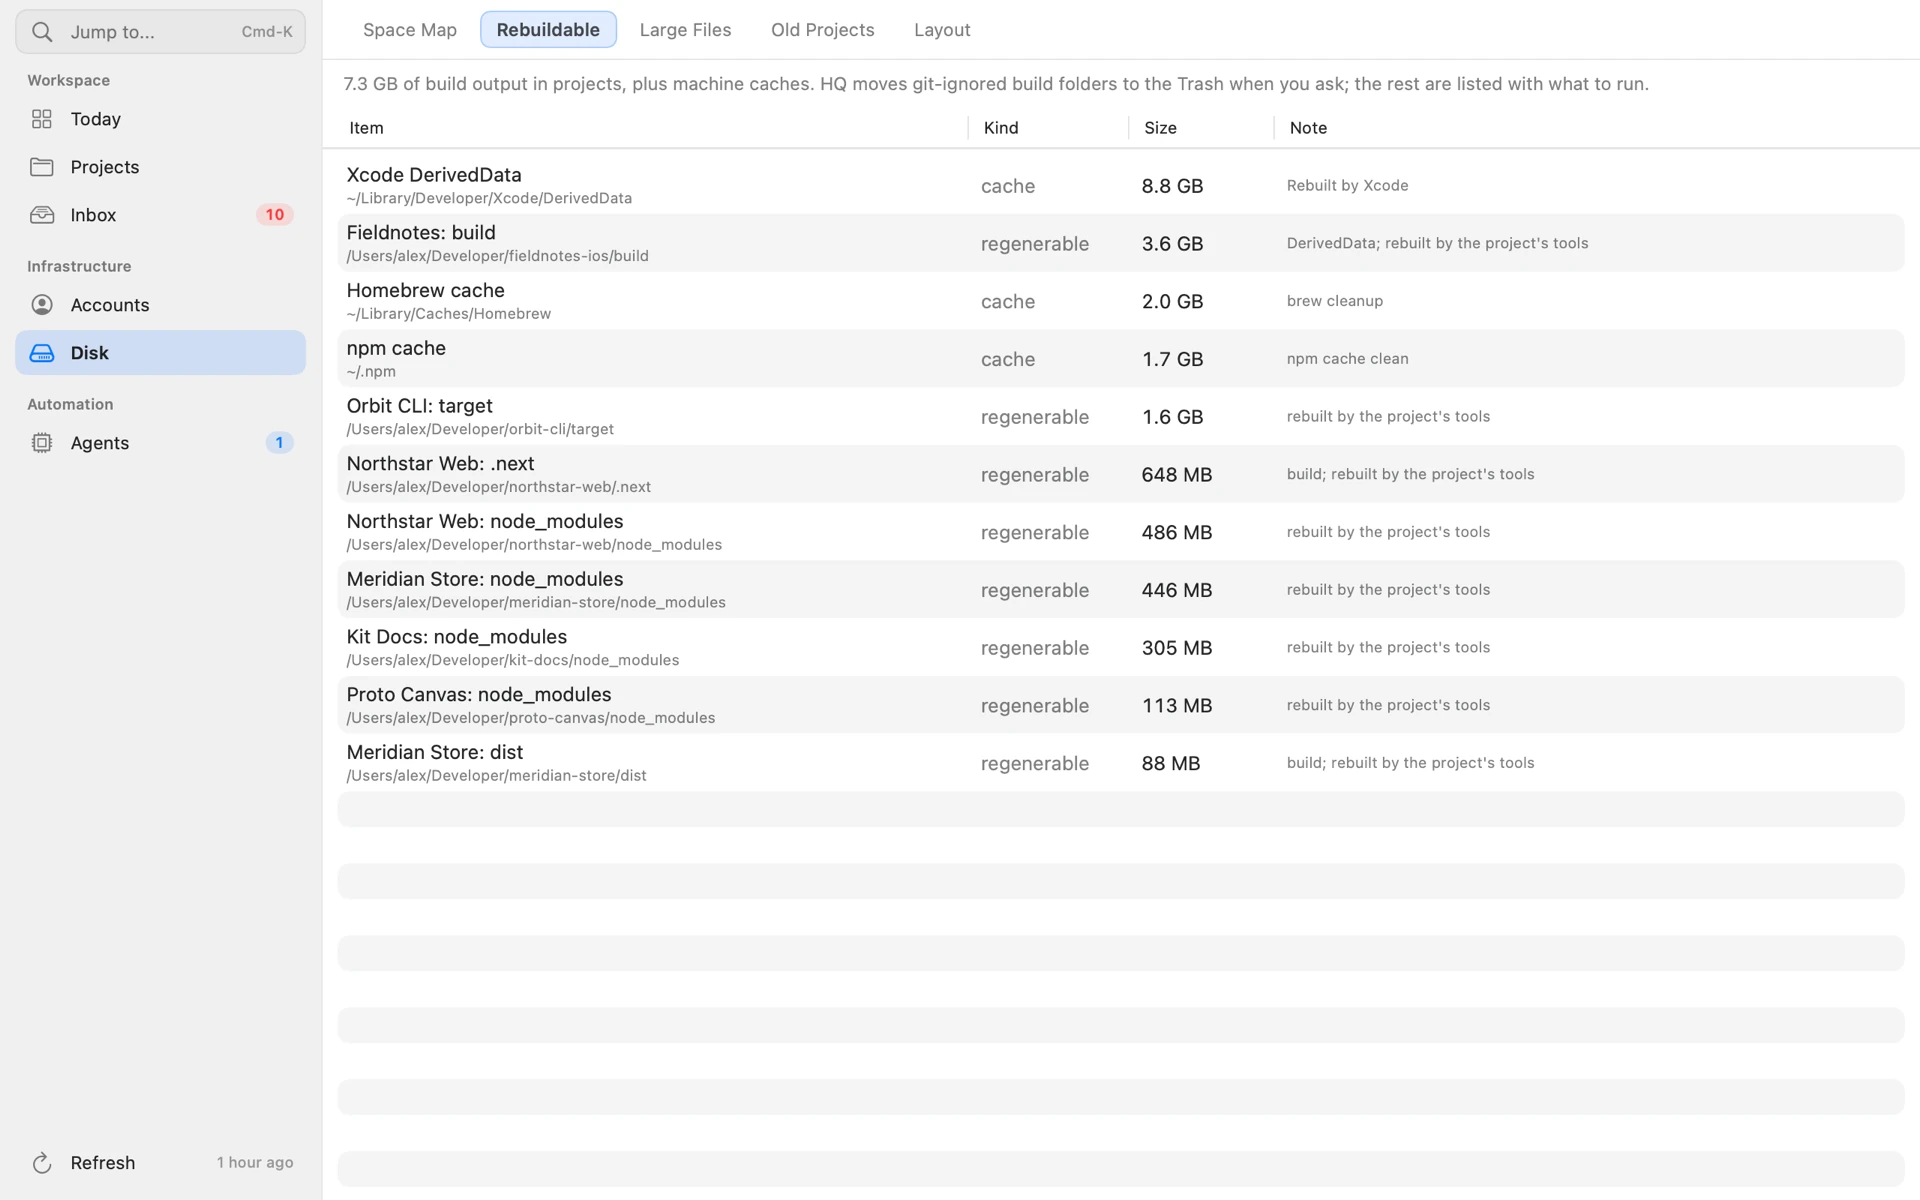 Jump to... Cmd-K
Workspace
Today
Projects
Inbox 10
Infrastructure
Accounts
Disk
Automation
Agents 1
Refresh 1 hour ago
Space Map Rebuildable Large Files Old Projects Layout
7.3 GB of build output in projects, plus machine caches. HQ moves git-ignored build folders to the Trash when you ask; the rest are listed with what to run.
Item Kind Size Note
Xcode DerivedData
~/Library/Developer/Xcode/DerivedData
cache 8.8 GB Rebuilt by Xcode
Fieldnotes: build
/Users/alex/Developer/fieldnotes-ios/build
regenerable 3.6 GB DerivedData; rebuilt by the project's tools
Homebrew cache
~/Library/Caches/Homebrew
cache 2.0 GB brew cleanup
npm cache
~/.npm
cache 1.7 GB npm cache clean
Orbit CLI: target
/Users/alex/Developer/orbit-cli/target
regenerable 1.6 GB rebuilt by the project's tools
Northstar Web: .next
/Users/alex/Developer/northstar-web/.next
regenerable 648 MB build; rebuilt by the project's tools
Northstar Web: node_modules
/Users/alex/Developer/northstar-web/node_modules
regenerable 486 MB rebuilt by the project's tools
Meridian Store: node_modules
/Users/alex/Developer/meridian-store/node_modules
regenerable 446 MB rebuilt by the project's tools
Kit Docs: node_modules
/Users/alex/Developer/kit-docs/node_modules
regenerable 305 MB rebuilt by the project's tools
Proto Canvas: node_modules
/Users/alex/Developer/proto-canvas/node_modules
regenerable 113 MB rebuilt by the project's tools
Meridian Store: dist
/Users/alex/Developer/meridian-store/dist
regenerable 88 MB build; rebuilt by the project's tools